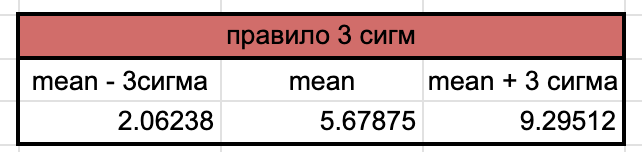 правило 3 сигм
mean - 3сигма mean mean + 3 сигма
2.06238 5.67875 9.29512